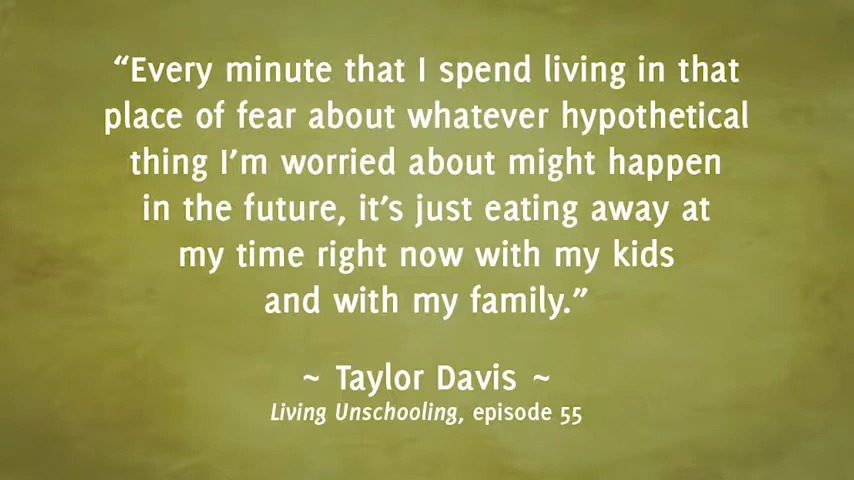 “Every minute that I spend living in that
place of fear about whatever hypothetical
thing I’m worried about might happen
in the future, it’s just eating away at
my time right now with my kids
and with my family.”
~ Taylor Davis ~
Living Unschooling, episode 55